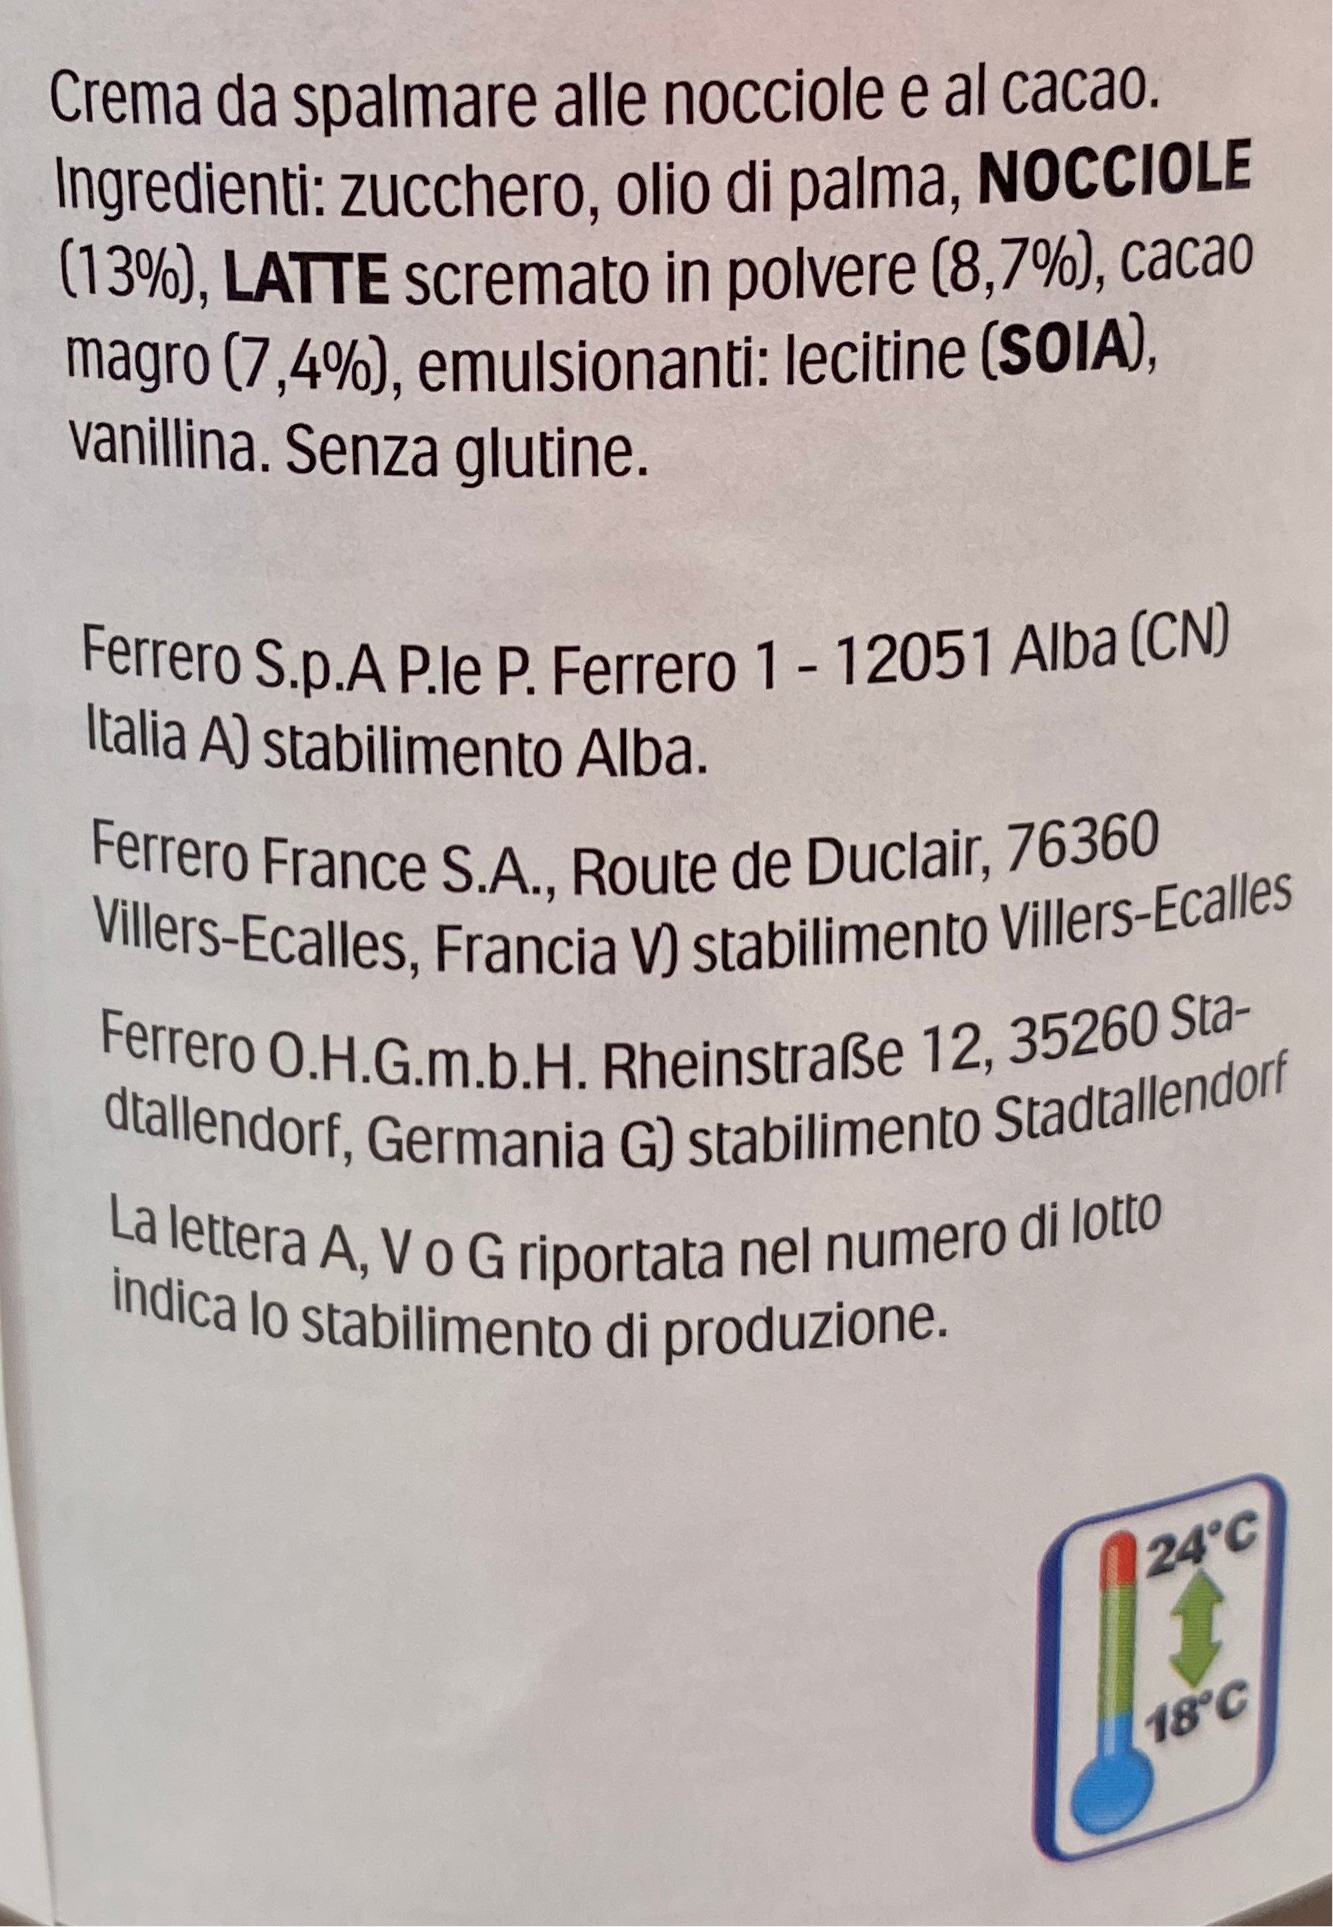 Crema da spalmare alle nocciole e al cacao.
Ingredienti: zucchero, olio di palma, NOCCIOLE
(13%), LATTE scremato in polvere (8,7%), cacao
magro (7,4%), emulsionanti: lecitine (SOIA),
vanillina. Senza glutine.
Ferrero S.p.A P.le P. Ferrero 1 - 12051 Alba (CN)
Italia A) stabilimento Alba.
Ferrero France S.A., Route de Duclair, 76360
Villers-Ecalles, Francia V) stabilimento Villers-Ecalles
Ferrero O.H.G.m.b.H. Rheinstraße 12, 35260 Sta-
dtallendorf, Germania G) stabilimento Stadtallendorf
La lettera A, V o G riportata nel numero di lotto
indica lo stabilimento di produzione.
24°C
18°C